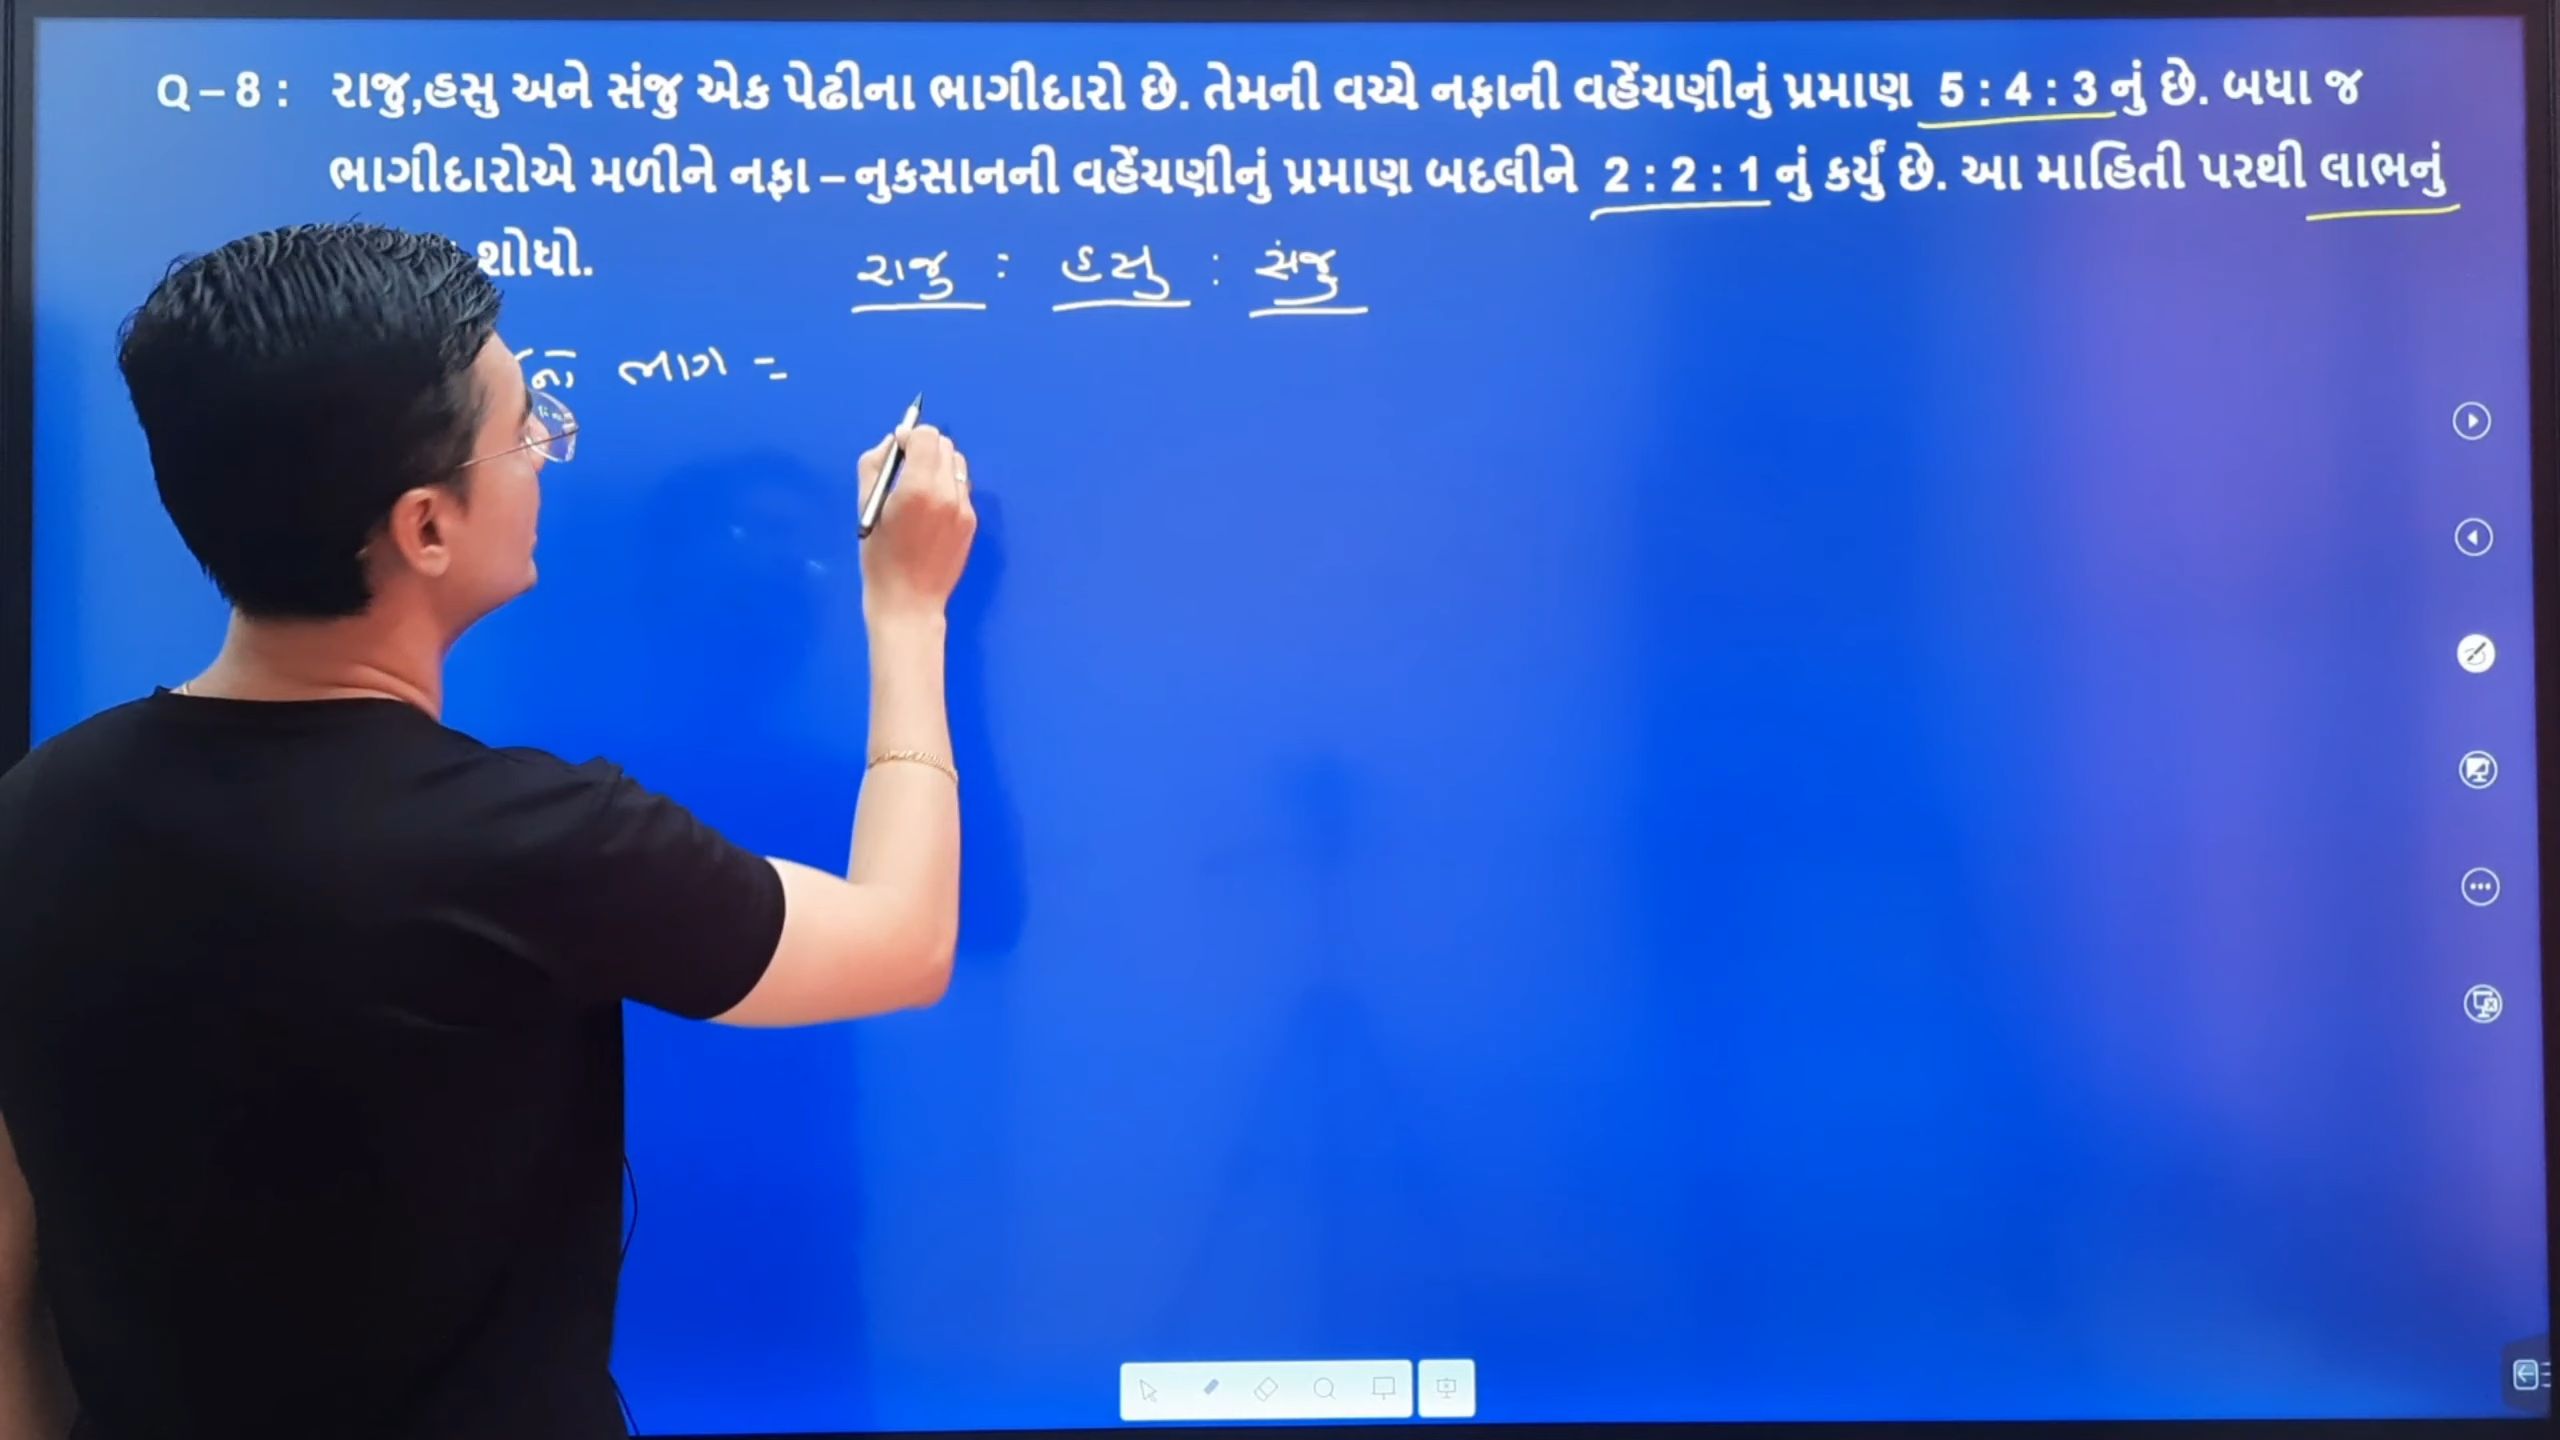 Q – 8 : રાજુ,હસુ અને સંજુ એક પેઢીના ભાગીદારો છે. તેમની વચ્ચે નફાની વહેંચણીનું પ્રમાણ 5 : 4 : 3 નું છે. બધા જ
ભાગીદારોએ મળીને નફા – નુકસાનની વહેંચણીનું પ્રમાણ બદલીને 2 : 2 : 1 નું કર્યું છે. આ માહિતી પરથી લાભનું
શોધો.
રાજુ : હસુ : સંજુ
ભાગ =